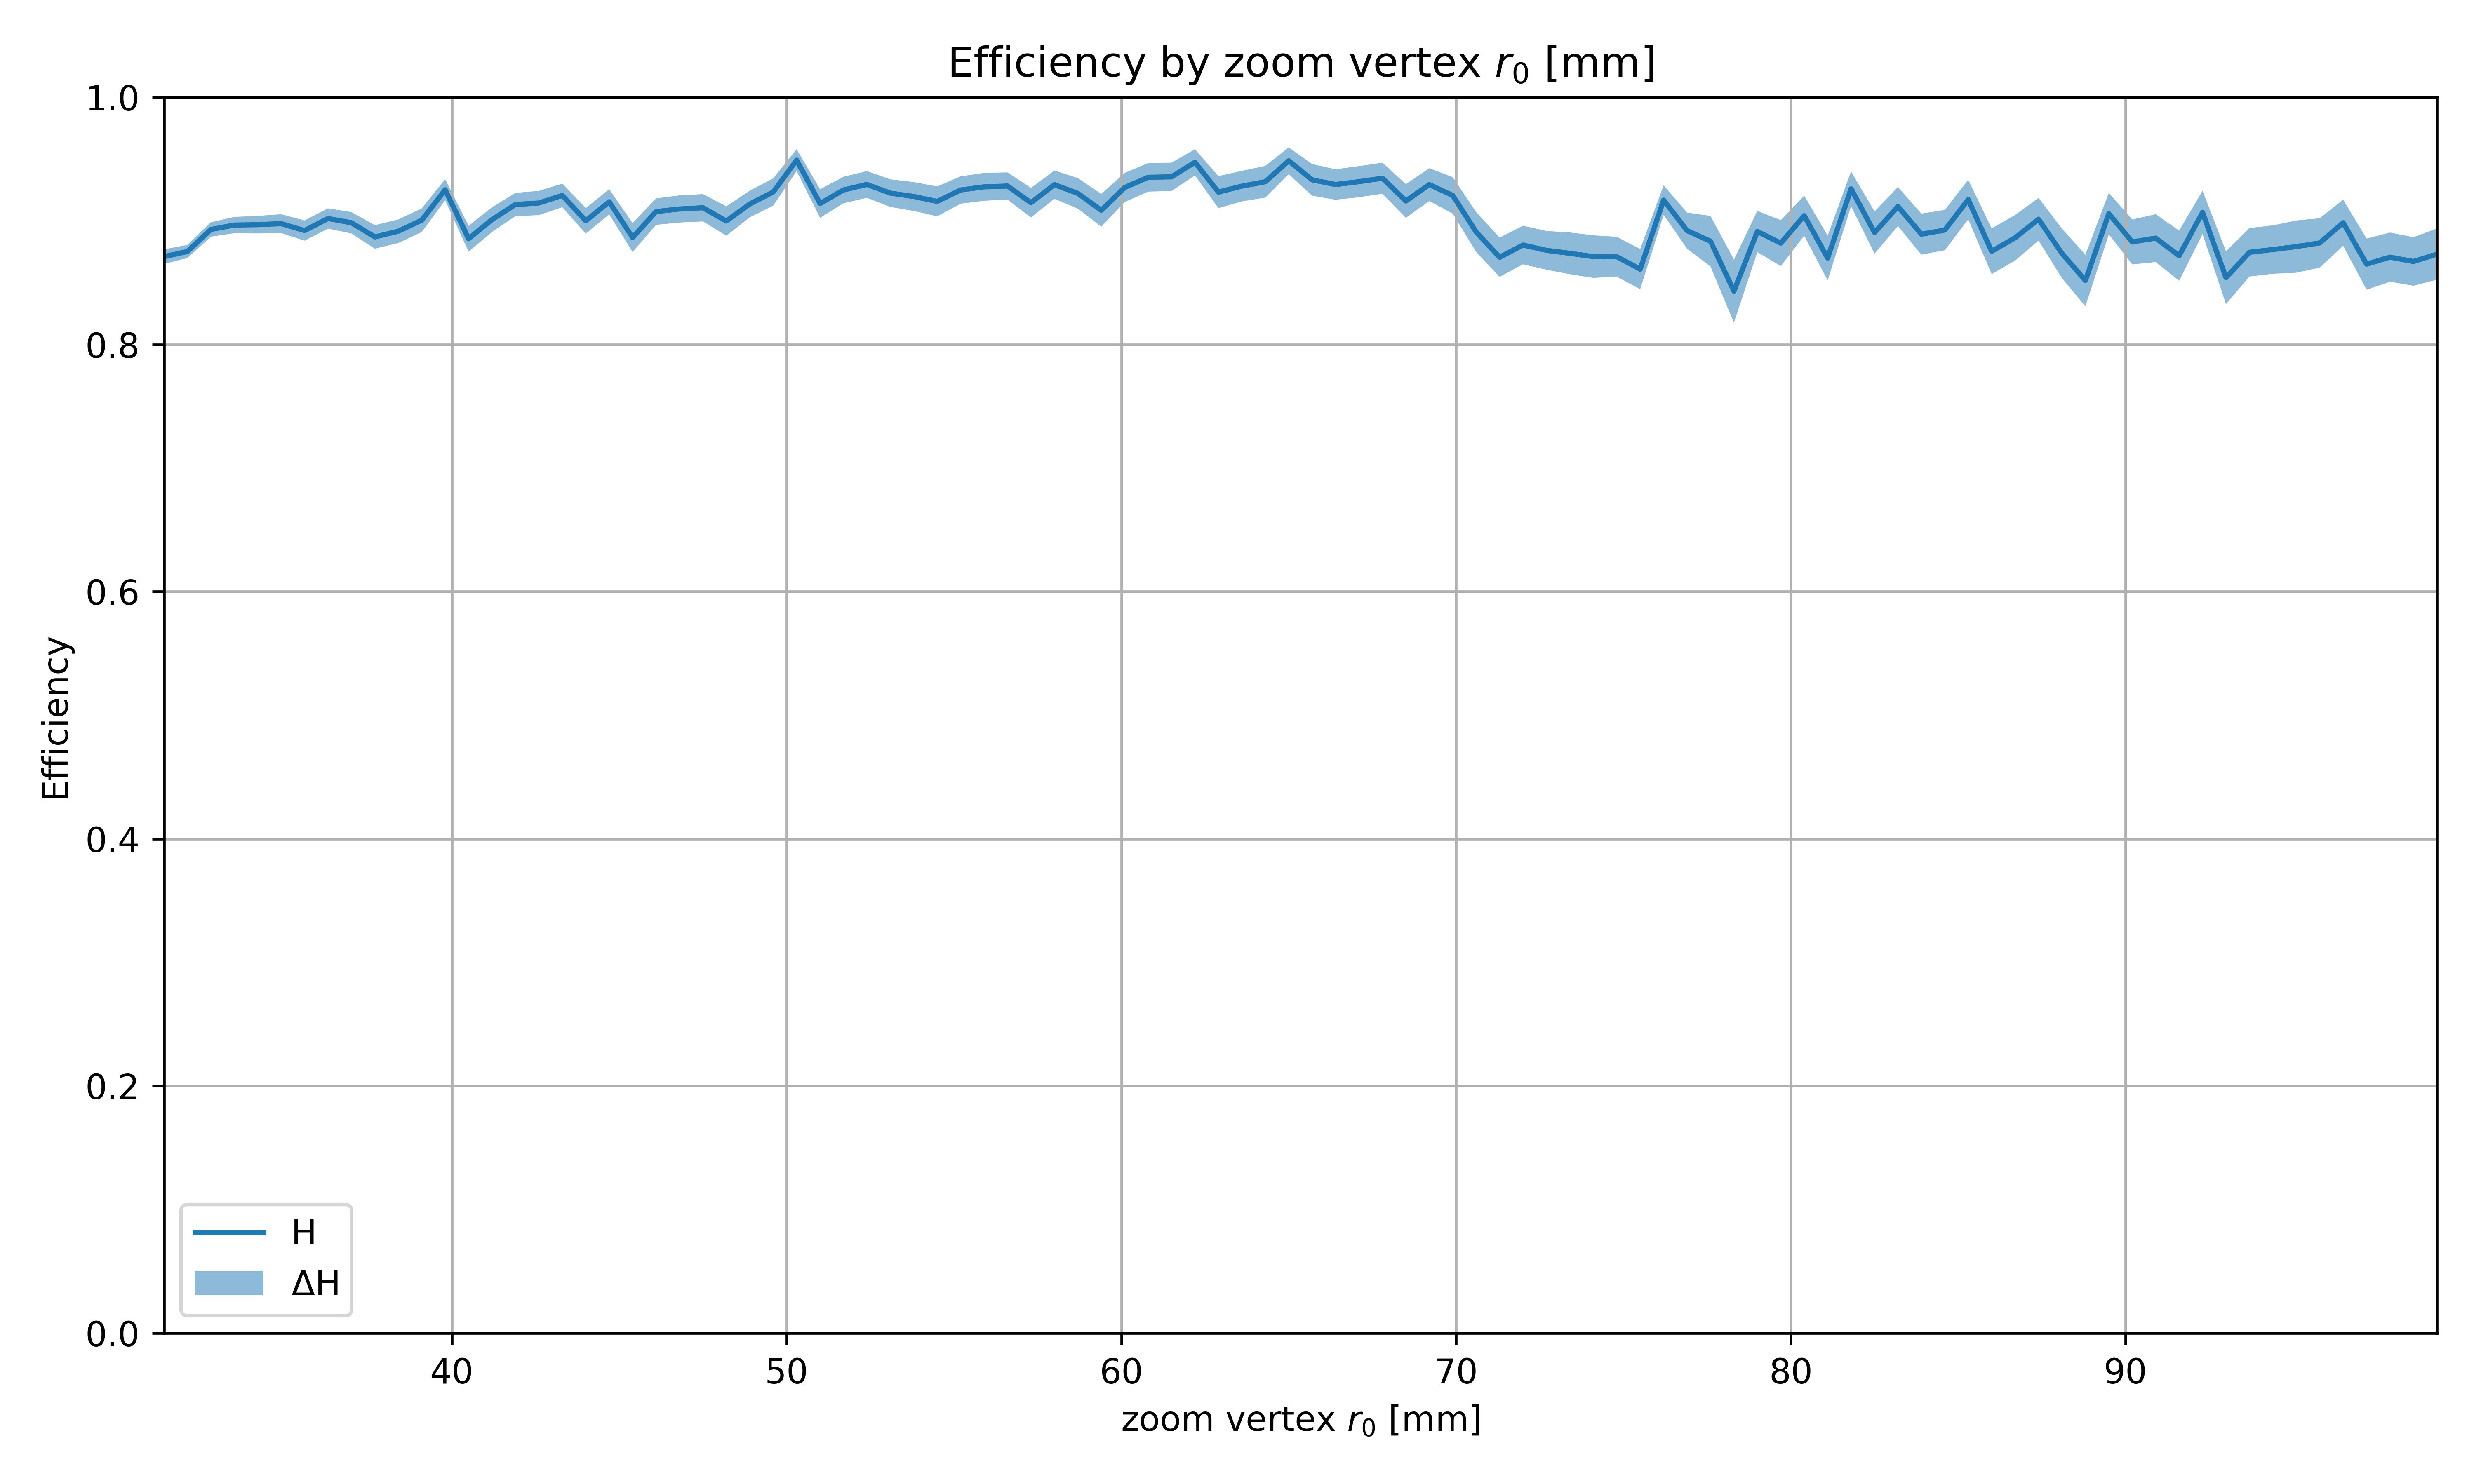 Efficiency by zoom vertex r₀ [mm]
1.0
0.8
0.6
0.4
0.2
0.0
Efficiency
H
ΔH
40 50 60 70 80 90
zoom vertex r₀ [mm]